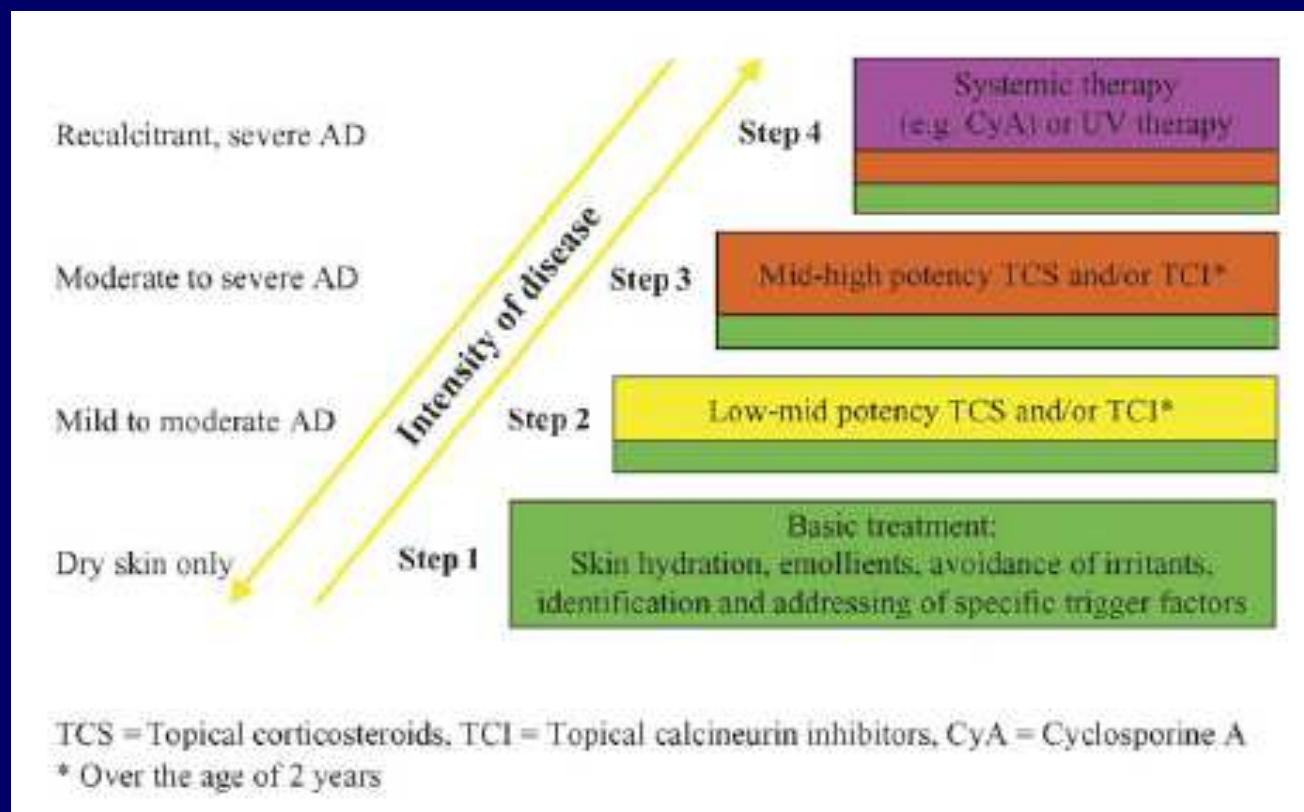 Recalcitrant, severe AD
Step 4
Systemic therapy
(e.g. CyA) or UV therapy
Moderate to severe AD
Step 3
Mid-high potency TCS and/or TCI*
Intensity of disease
Mild to moderate AD
Step 2
Low-mid potency TCS and/or TCI*
Dry skin only
Step 1
Basic treatment:
Skin hydration, emollients, avoidance of irritants,
identification and addressing of specific trigger factors
TCS = Topical corticosteroids, TCI = Topical calcineurin inhibitors, CyA = Cyclosporine A
* Over the age of 2 years